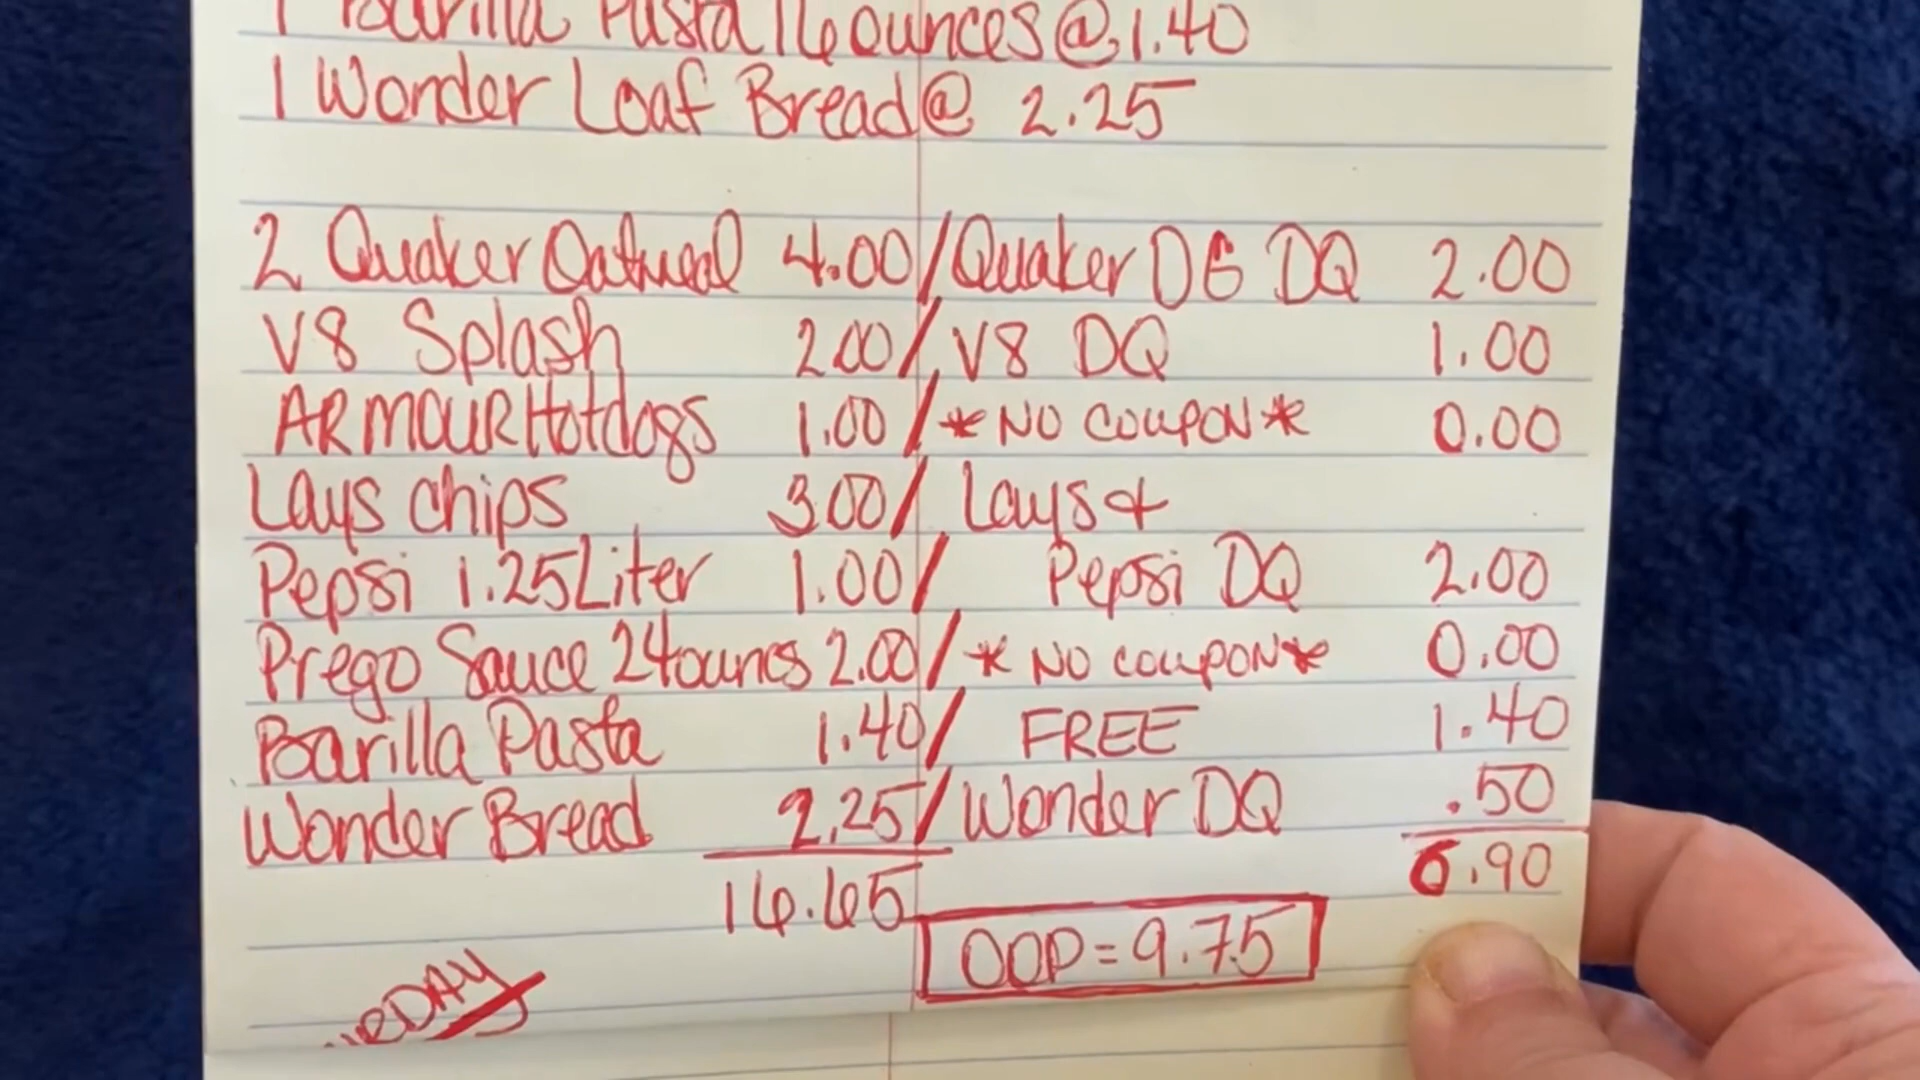 1 Barilla Pasta 16 ounces @ 1.40
1 Wonder Loaf Bread @ 2.25
2 Quaker Oatmeal 4.00 / Quaker DG DQ 2.00
V8 Splash 2.00 / V8 DQ 1.00
ARMOUR Hotdogs 1.00 / *NO COUPON* 0.00
Lays chips 3.00 / Lays &
Pepsi 1.25 Liter 1.00 / Pepsi DQ 2.00
Prego Sauce 24 ounces 2.00 / *NO COUPON* 0.00
Barilla Pasta 1.40 / FREE 1.40
Wonder Bread 2.25 / Wonder DQ .50
16.65 6.90
OOP = 9.75